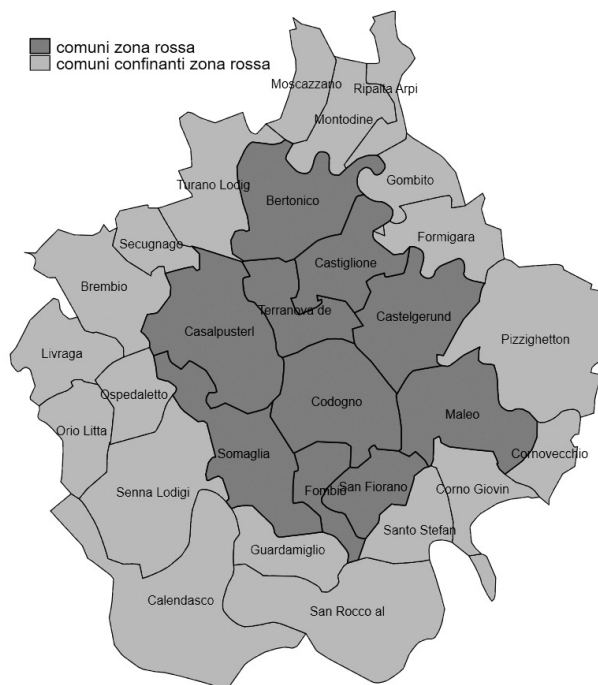 comuni zona rossa
comuni confinanti zona rossa
Moscazzano
Ripalta Arpi
Montodine
Turano Lodig
Gombito
Bertonico
Secugnago
Formigara
Castiglione
Brembio
Terranova de
Casalpusterl
Castelgerund
Pizzighetton
Livraga
Ospedaletto
Codogno
Maleo
Orio Litta
Cornovecchio
Somaglia
Senna Lodigi
Fombio
San Fiorano
Corno Giovin
Santo Stefan
Guardamiglio
Calendasco
San Rocco al